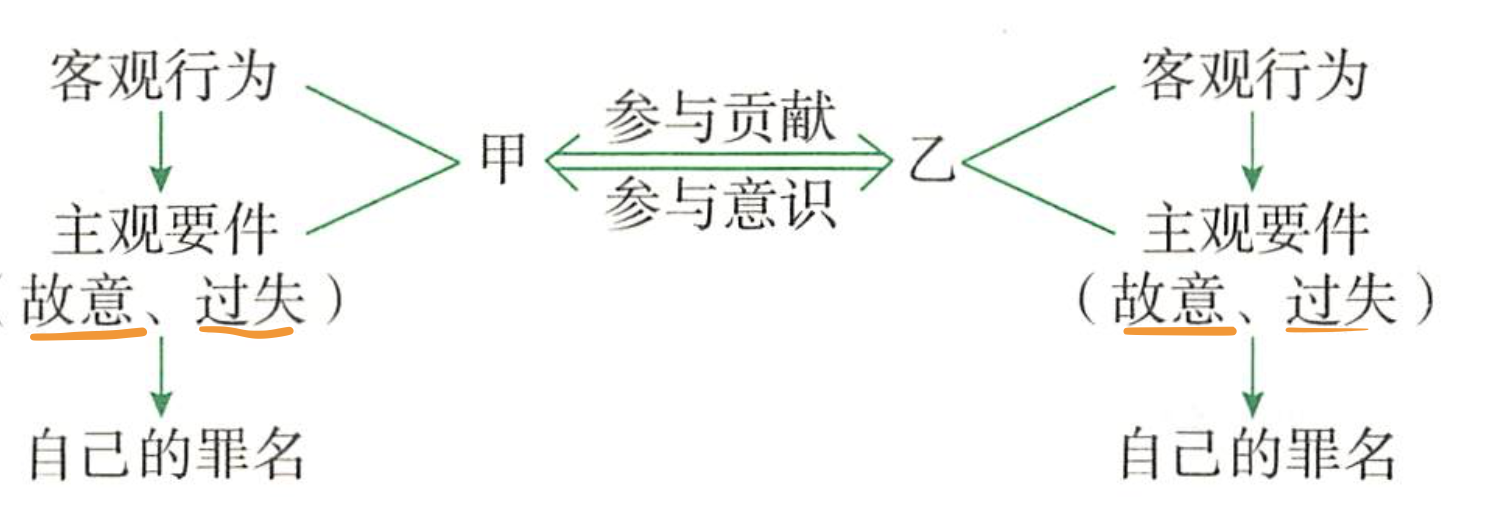 客观行为
主观要件
（故意、过失）
自己的罪名
甲
参与贡献
参与意识
乙
客观行为
主观要件
（故意、过失）
自己的罪名